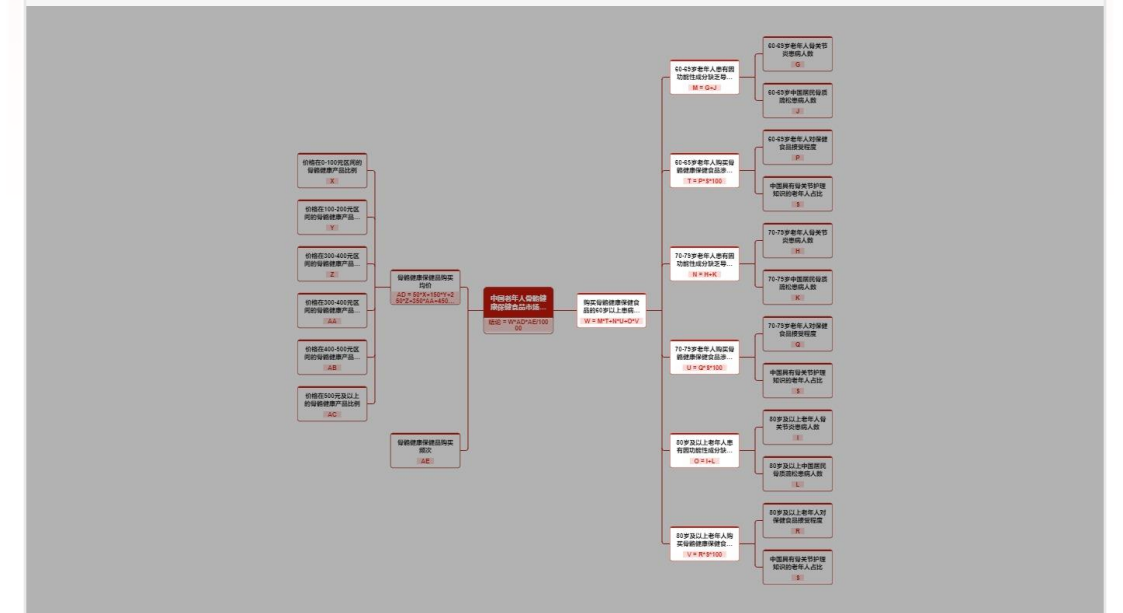 价格在0-100元区间的
骨骼健康产品比例
X
价格在100-200元区
间的骨骼健康产品...
Y
价格在300-400元区
间的骨骼健康产品...
Z
价格在300-400元区
间的骨骼健康产品...
AA
价格在400-500元区
间的骨骼健康产品...
AB
价格在500元及以上
的骨骼健康产品比例
AC
骨骼健康保健品购买
均价
AD = 50*X+150*Y+2
50*Z+350*AA+450...
骨骼健康保健品购买
频次
AE
中国老年人骨骼健
康保健食品市场...
结论 = W*AD*AE/100
00
购买骨骼健康保健食
品的60岁以上患病...
W = M*T+N*U+O*V
60-69岁老年人患有因
功能性成分缺乏导...
M = G+J
60-69岁老年人购买骨
骼健康保健食品涉...
T = P*S*100
70-79岁老年人患有因
功能性成分缺乏导...
N = H+K
70-79岁老年人购买骨
骼健康保健食品涉...
U = Q*S*100
80岁及以上老年人患
有因功能性成分缺...
O = I+L
80岁及以上老年人购
买骨骼健康保健食...
V = R*S*100
60-69岁老年人骨关节
炎患病人数
G
60-69岁中国居民骨质
疏松患病人数
J
60-69岁老年人对保健
食品接受程度
P
中国具有骨关节护理
知识的老年人占比
S
70-79岁老年人骨关节
炎患病人数
H
70-79岁中国居民骨质
疏松患病人数
K
70-79岁老年人对保健
食品接受程度
Q
中国具有骨关节护理
知识的老年人占比
S
80岁及以上老年人骨
关节炎患病人数
I
80岁及以上中国居民
骨质疏松患病人数
L
80岁及以上老年人对
保健食品接受程度
R
中国具有骨关节护理
知识的老年人占比
S